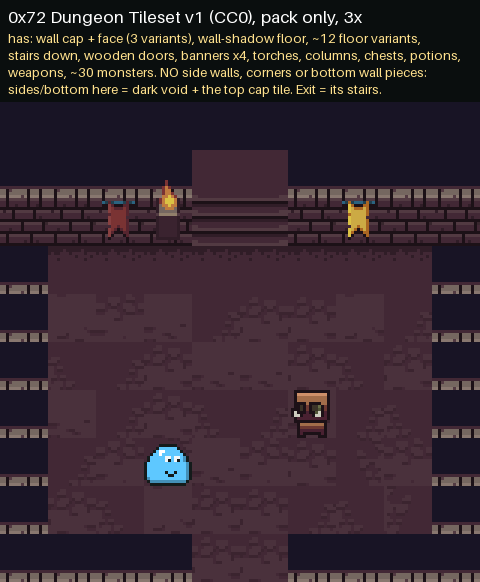 0x72 Dungeon Tileset v1 (CC0), pack only, 3x
has: wall cap + face (3 variants), wall-shadow floor, ~12 floor variants,
stairs down, wooden doors, banners x4, torches, columns, chests, potions,
weapons, ~30 monsters. NO side walls, corners or bottom wall pieces:
sides/bottom here = dark void + the top cap tile. Exit = its stairs.